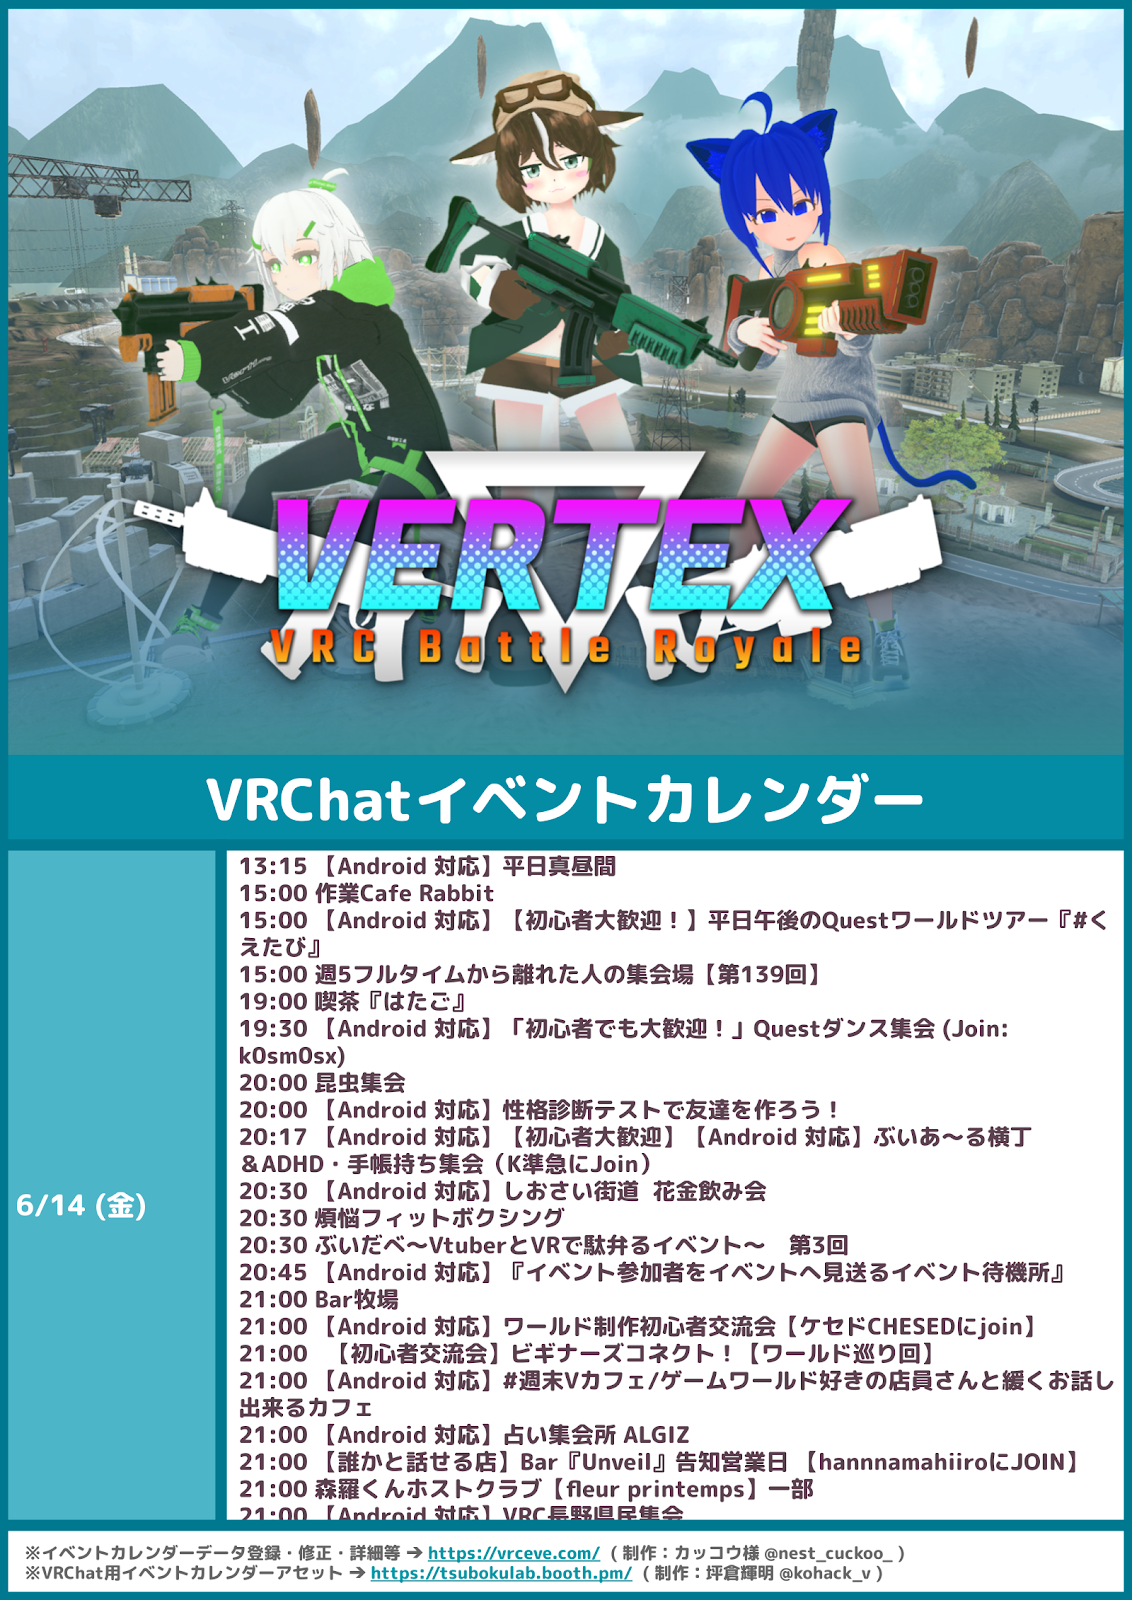 VERTEX
VRC Battle Royale
VRChatイベントカレンダー
6/14 (金)
13:15 【Android 対応】平日真昼間
15:00 作業Cafe Rabbit
15:00 【Android 対応】【初心者大歓迎！】平日午後のQuestワールドツアー『#く
えたび』
15:00 週5フルタイムから離れた人の集会場【第139回】
19:00 喫茶『はたご』
19:30 【Android 対応】「初心者でも大歓迎！」Questダンス集会 (Join:
k0sm0sx)
20:00 昆虫集会
20:00 【Android 対応】性格診断テストで友達を作ろう！
20:17 【Android 対応】【初心者大歓迎】【Android 対応】ぶいあ～る横丁
＆ADHD・手帳持ち集会（K準急にJoin）
20:30 【Android 対応】しおさい街道 花金飲み会
20:30 煩悩フィットボクシング
20:30 ぶいだべ～VtuberとVRで駄弁るイベント～　第3回
20:45 【Android 対応】『イベント参加者をイベントへ見送るイベント待機所』
21:00 Bar牧場
21:00 【Android 対応】ワールド制作初心者交流会【ケセドCHESEDにjoin】
21:00 【初心者交流会】ビギナーズコネクト！【ワールド巡り回】
21:00 【Android 対応】#週末Vカフェ/ゲームワールド好きの店員さんと緩くお話し
出来るカフェ
21:00 【Android 対応】占い集会所 ALGIZ
21:00 【誰かと話せる店】Bar『Unveil』告知営業日 【hannnamahiiroにJOIN】
21:00 森羅くんホストクラブ【fleur printemps】一部
21:00 【Android 対応】VRC長野県民集会
※イベントカレンダーデータ登録・修正・詳細等 → https://vrceve.com/ （ 制作：カッコウ様 @nest_cuckoo_ ）
※VRChat用イベントカレンダーアセット → https://tsubokulab.booth.pm/ （ 制作：坪倉輝明 @kohack_v ）